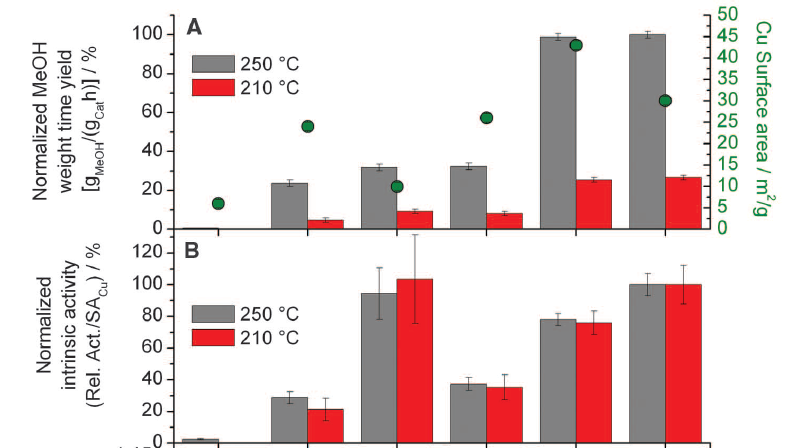 A
Normalized MeOH
weight time yield
[gMeOH/(gCath)] / %
100
80
60
40
20
0
250 °C
210 °C
50
45
40
35
30
25
20
15
10
5
0
Cu Surface area / m²/g
B
Normalized
intrinsic activity
(Rel. Act./SACu) / %
120
100
80
60
40
20
0
250 °C
210 °C